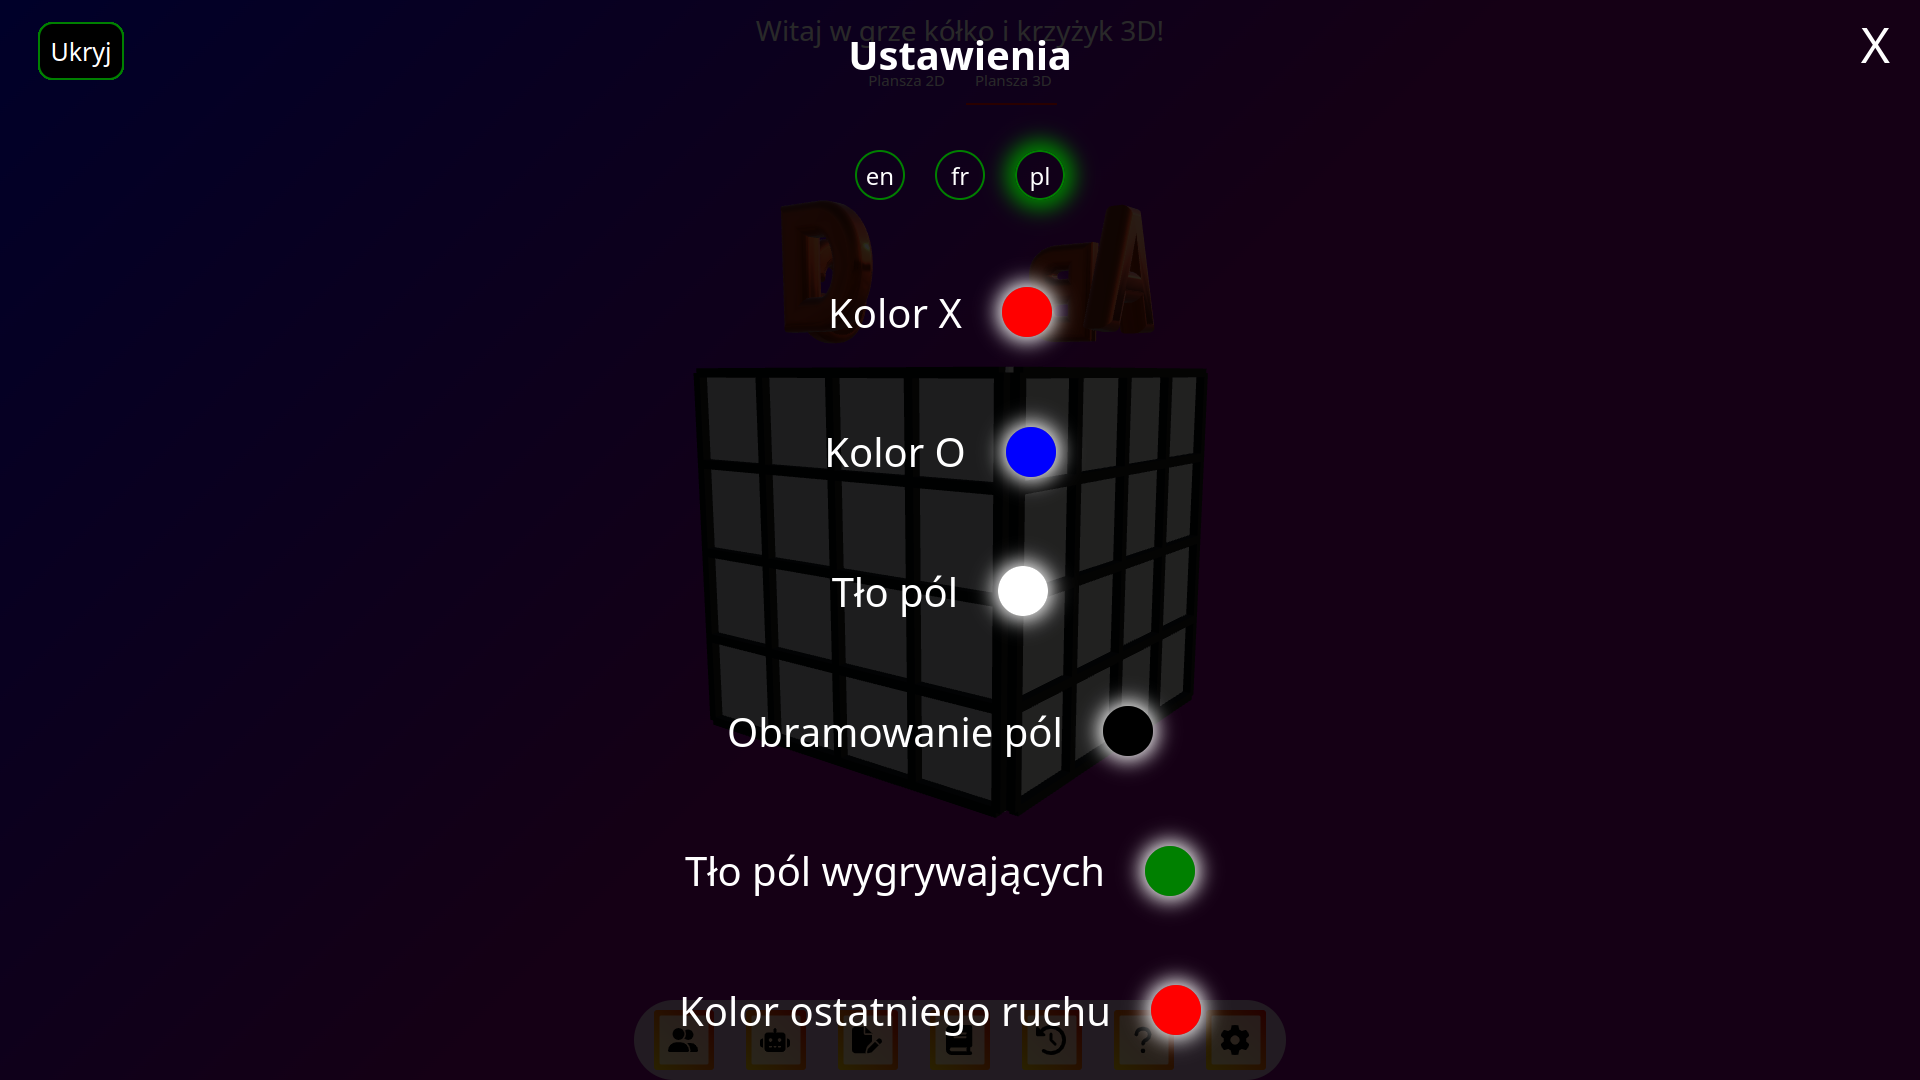 Witaj w grze kółko i krzyżyk 3D!
Ukryj
Ustawienia
X
Plansza 2D Plansza 3D
en fr pl
D A
Kolor X
Kolor O
Tło pól
Obramowanie pól
Tło pól wygrywających
Kolor ostatniego ruchu
?